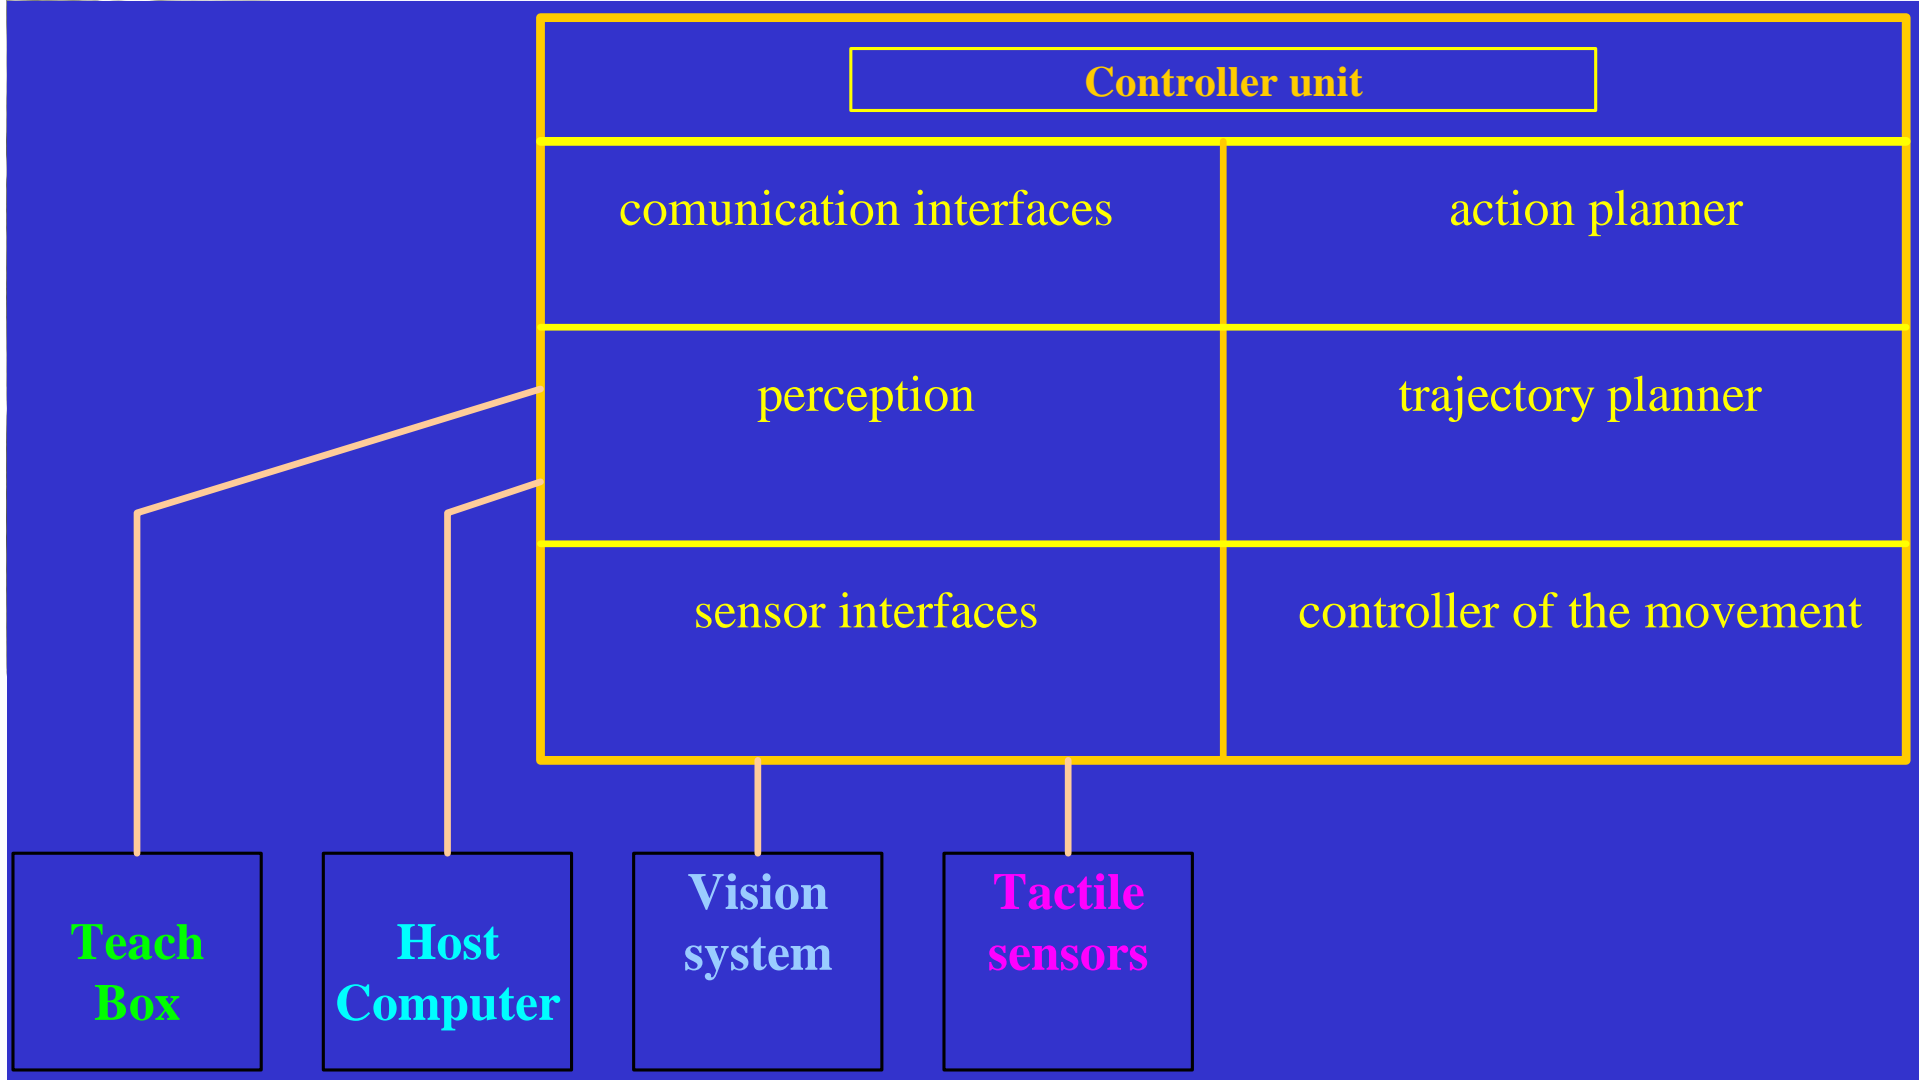 Controller unit
comunication interfaces
action planner
perception
trajectory planner
sensor interfaces
controller of the movement
Teach
Box
Host
Computer
Vision
system
Tactile
sensors